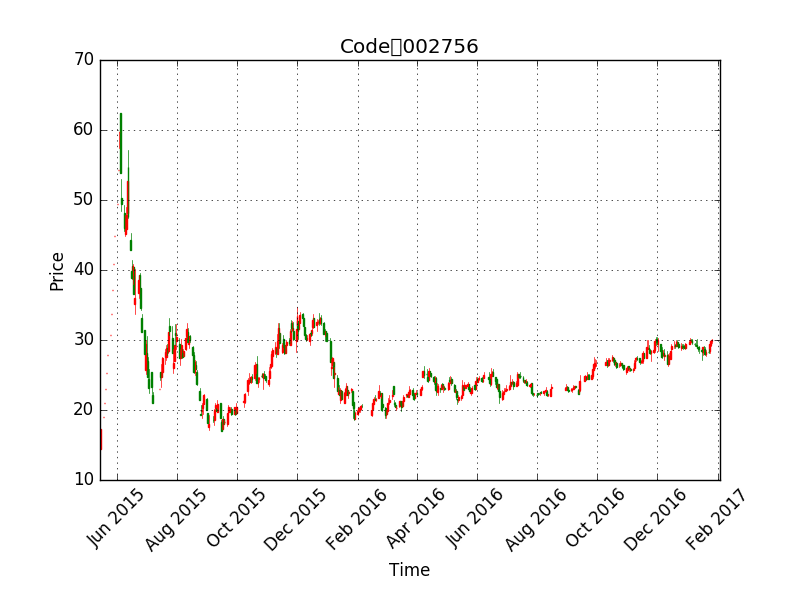 Code▯002756
70
60
50
40
30
20
10
Price
Jun 2015
Aug 2015
Oct 2015
Dec 2015
Feb 2016
Apr 2016
Jun 2016
Aug 2016
Oct 2016
Dec 2016
Feb 2017
Time